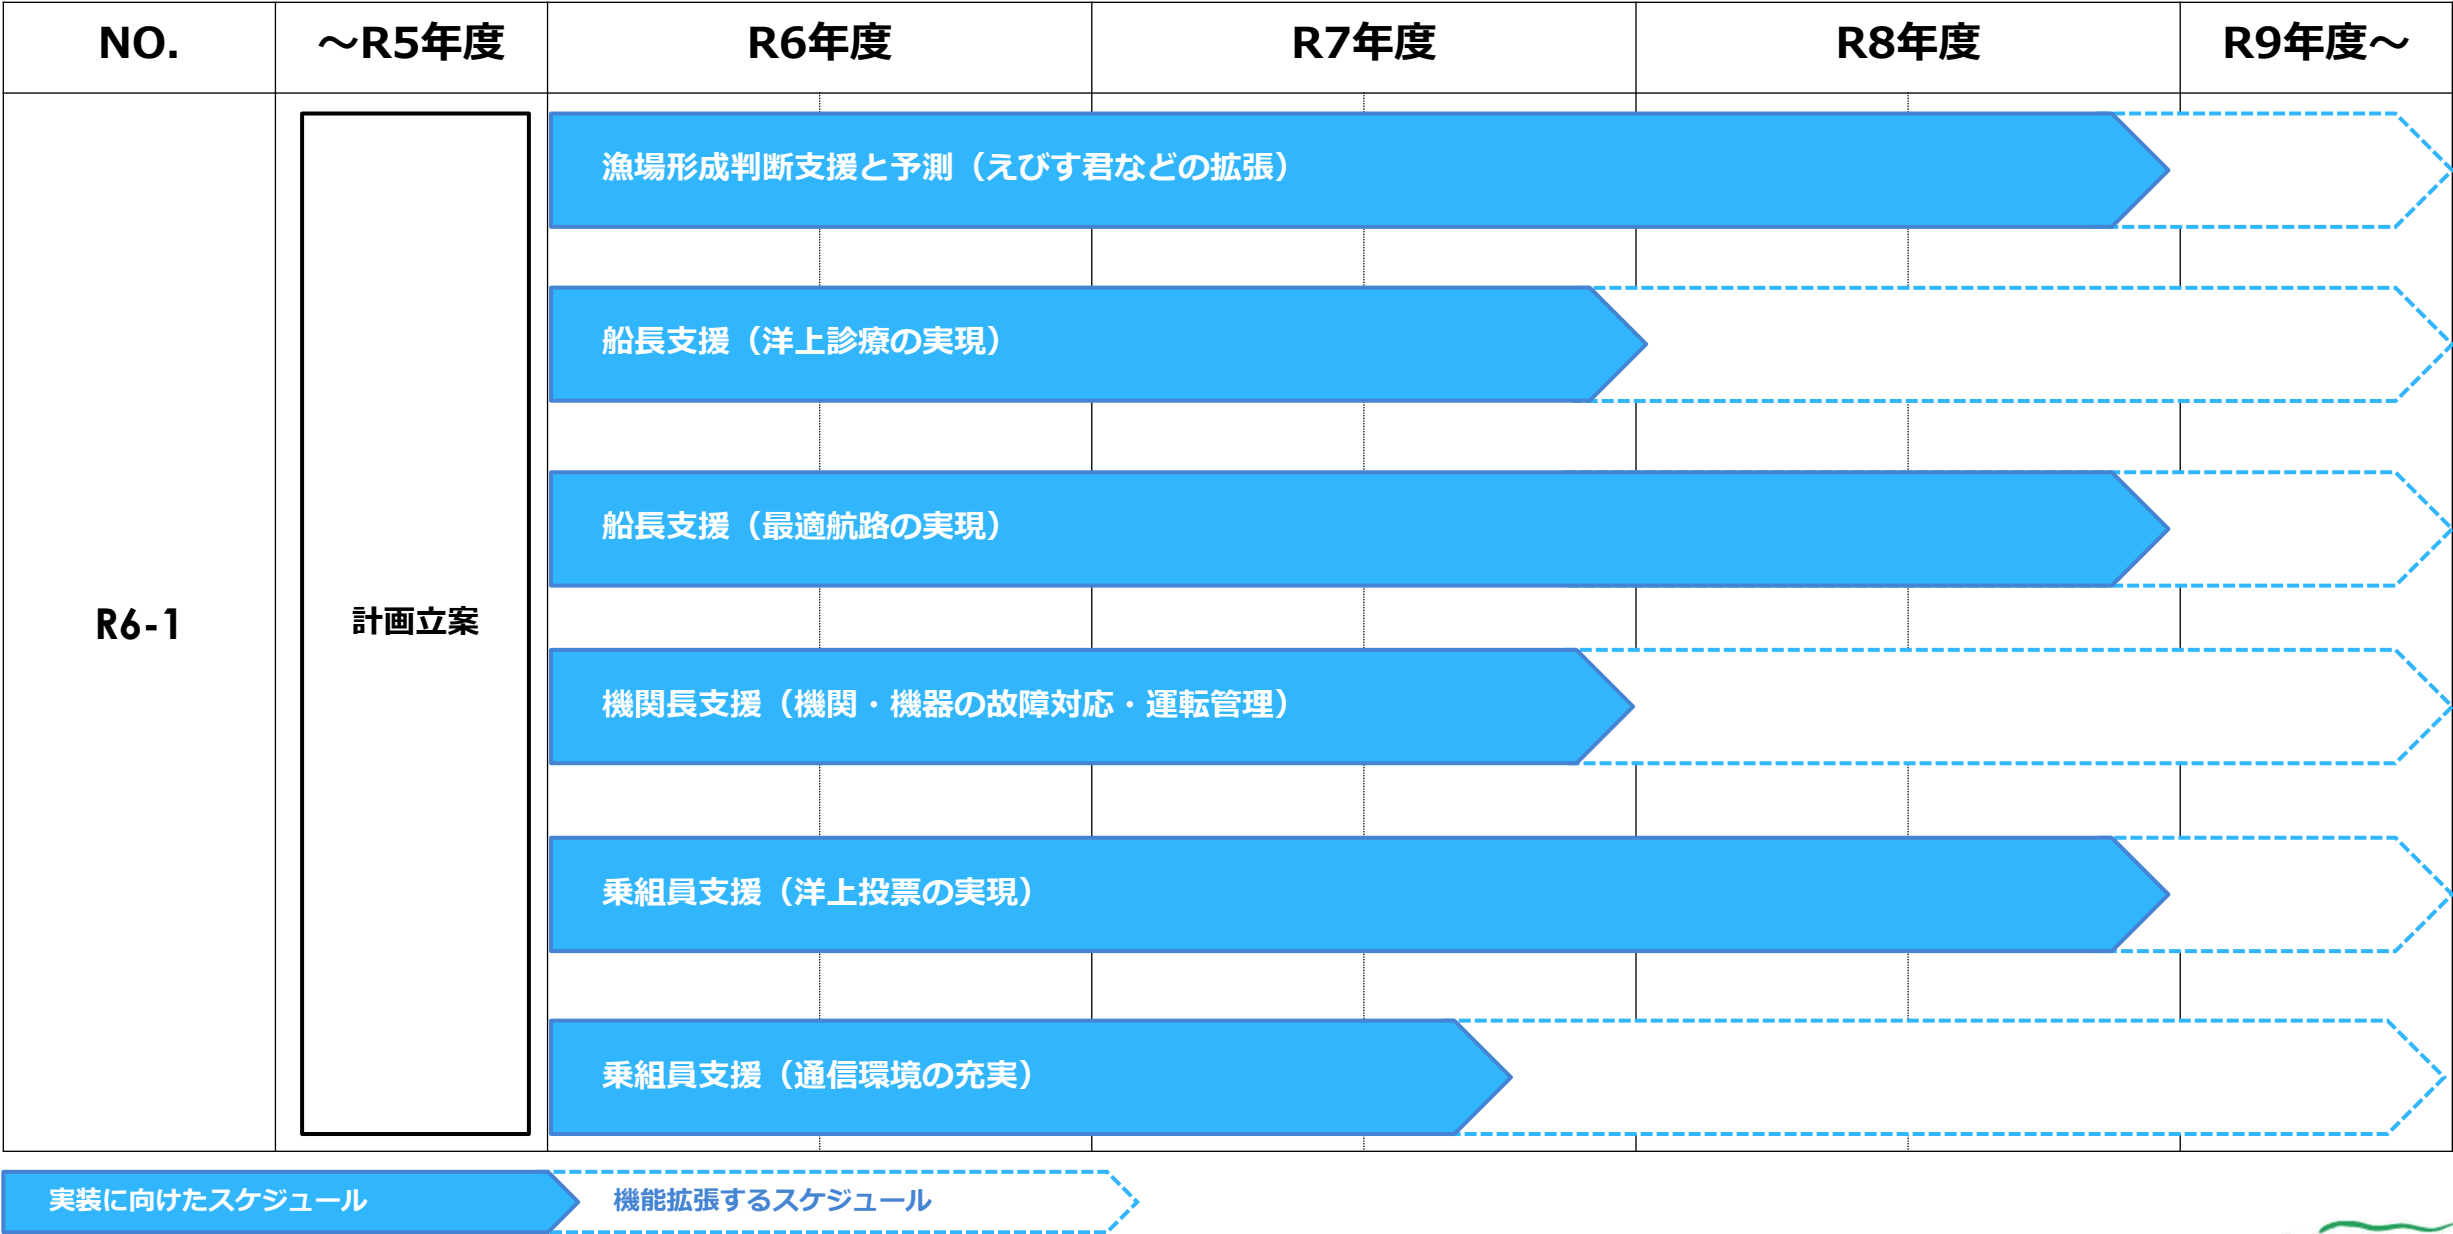 NO.
～R5年度
R6年度
R7年度
R8年度
R9年度～
R6-1
計画立案
漁場形成判断支援と予測（えびす君などの拡張）
船長支援（洋上診療の実現）
船長支援（最適航路の実現）
機関長支援（機関・機器の故障対応・運転管理）
乗組員支援（洋上投票の実現）
乗組員支援（通信環境の充実）
実装に向けたスケジュール
機能拡張するスケジュール